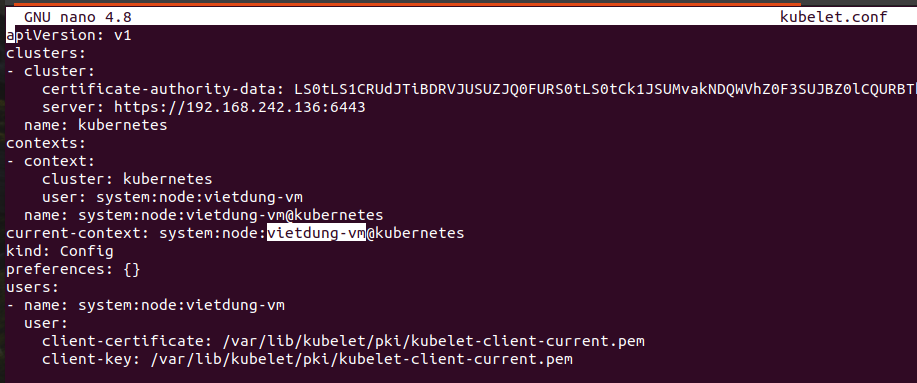 GNU nano 4.8 kubelet.conf
apiVersion: v1
clusters:
- cluster:
    certificate-authority-data: LS0tLS1CRUdJTiBDRVJUSUZJQ0FURS0tLS0tCk1JSUMvakNDQWVhZ0F3SUJBZ0lCQURBT
    server: https://192.168.242.136:6443
  name: kubernetes
contexts:
- context:
    cluster: kubernetes
    user: system:node:vietdung-vm
  name: system:node:vietdung-vm@kubernetes
current-context: system:node:vietdung-vm@kubernetes
kind: Config
preferences: {}
users:
- name: system:node:vietdung-vm
  user:
    client-certificate: /var/lib/kubelet/pki/kubelet-client-current.pem
    client-key: /var/lib/kubelet/pki/kubelet-client-current.pem